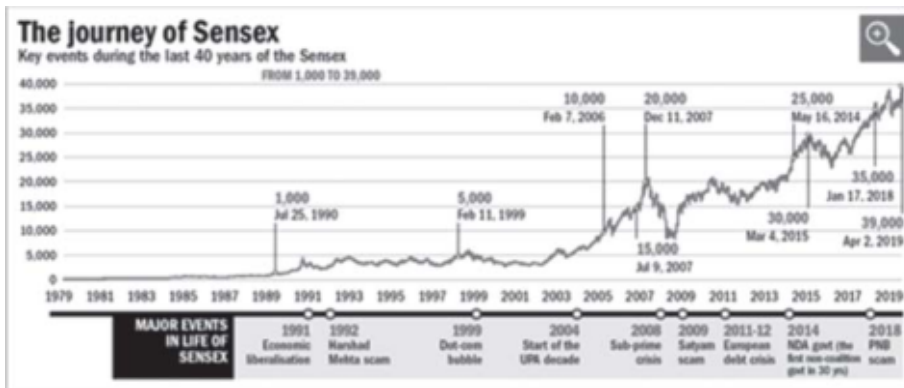 The journey of Sensex
Key events during the last 40 years of the Sensex
FROM 1,000 TO 39,000
40,000
35,000
30,000
25,000
20,000
15,000
10,000
5,000
0
1,000
Jul 25, 1990
5,000
Feb 11, 1999
10,000
Feb 7, 2006
20,000
Dec 11, 2007
15,000
Jul 9, 2007
25,000
May 16, 2014
30,000
Mar 4, 2015
35,000
Jan 17, 2018
39,000
Apr 2, 2019
1979 1981 1983 1985 1987 1989 1991 1993 1995 1997 1999 2001 2003 2005 2007 2009 2011 2013 2015 2017 2019
MAJOR EVENTS
IN LIFE OF
SENSEX
1991
Economic
liberalisation
1992
Harshad
Mehta scam
1999
Dot-com
bubble
2004
Start of the
UPA decade
2008
Sub-prime
crisis
2009
Satyam
scam
2011-12
European
debt crisis
2014
NDA govt (the
first non-coalition
govt in 30 yrs)
2018
PNB
scam